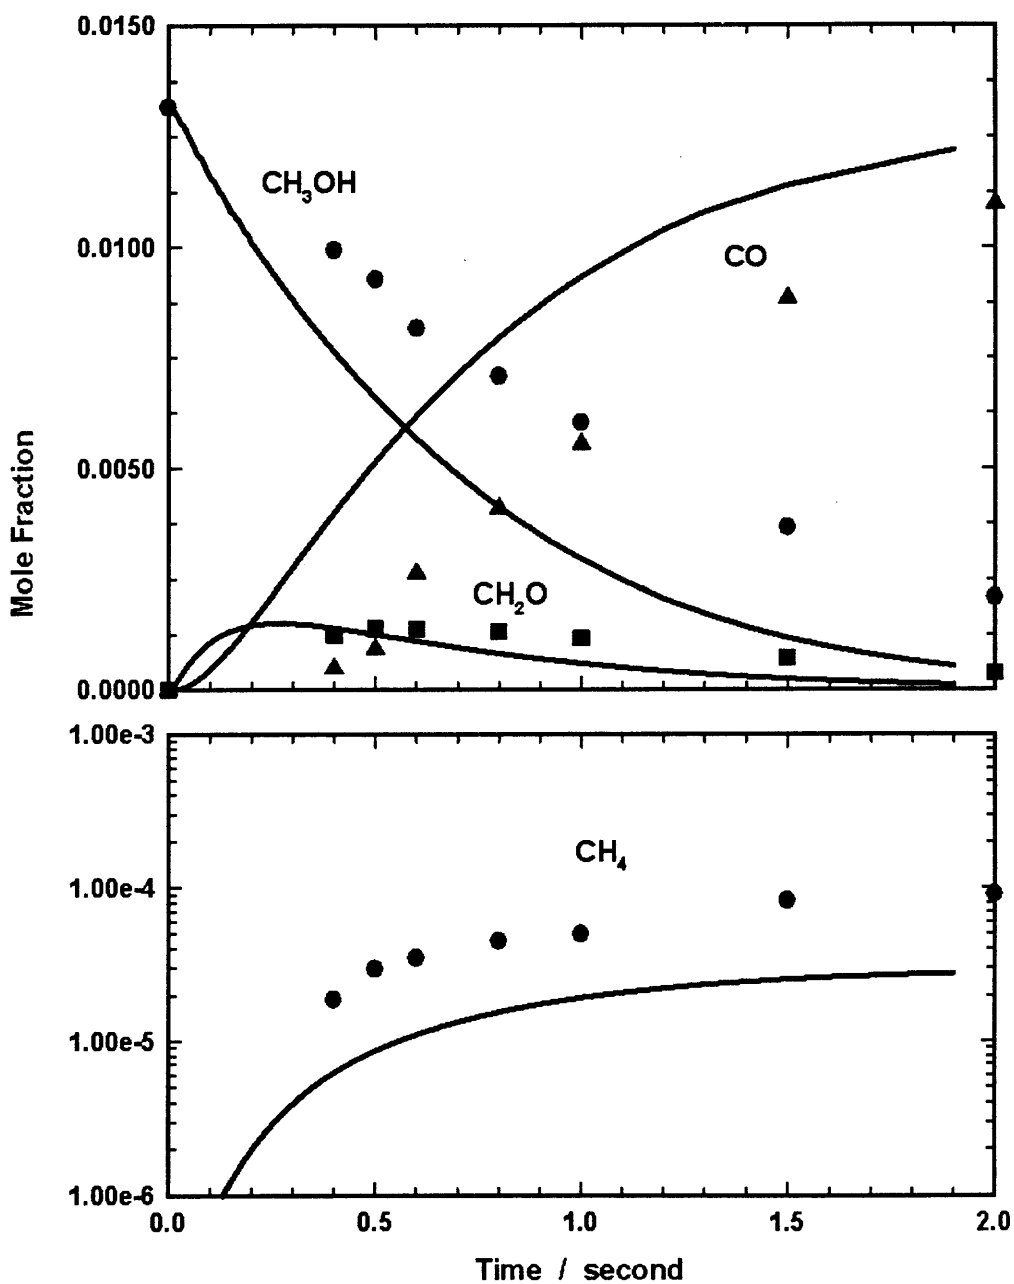 0.0150
CH₃OH
0.0100
CO
0.0050
CH₂O
0.0000
Mole Fraction
1.00e-3
CH₄
1.00e-4
1.00e-5
1.00e-6
0.0 0.5 1.0 1.5 2.0
Time / second